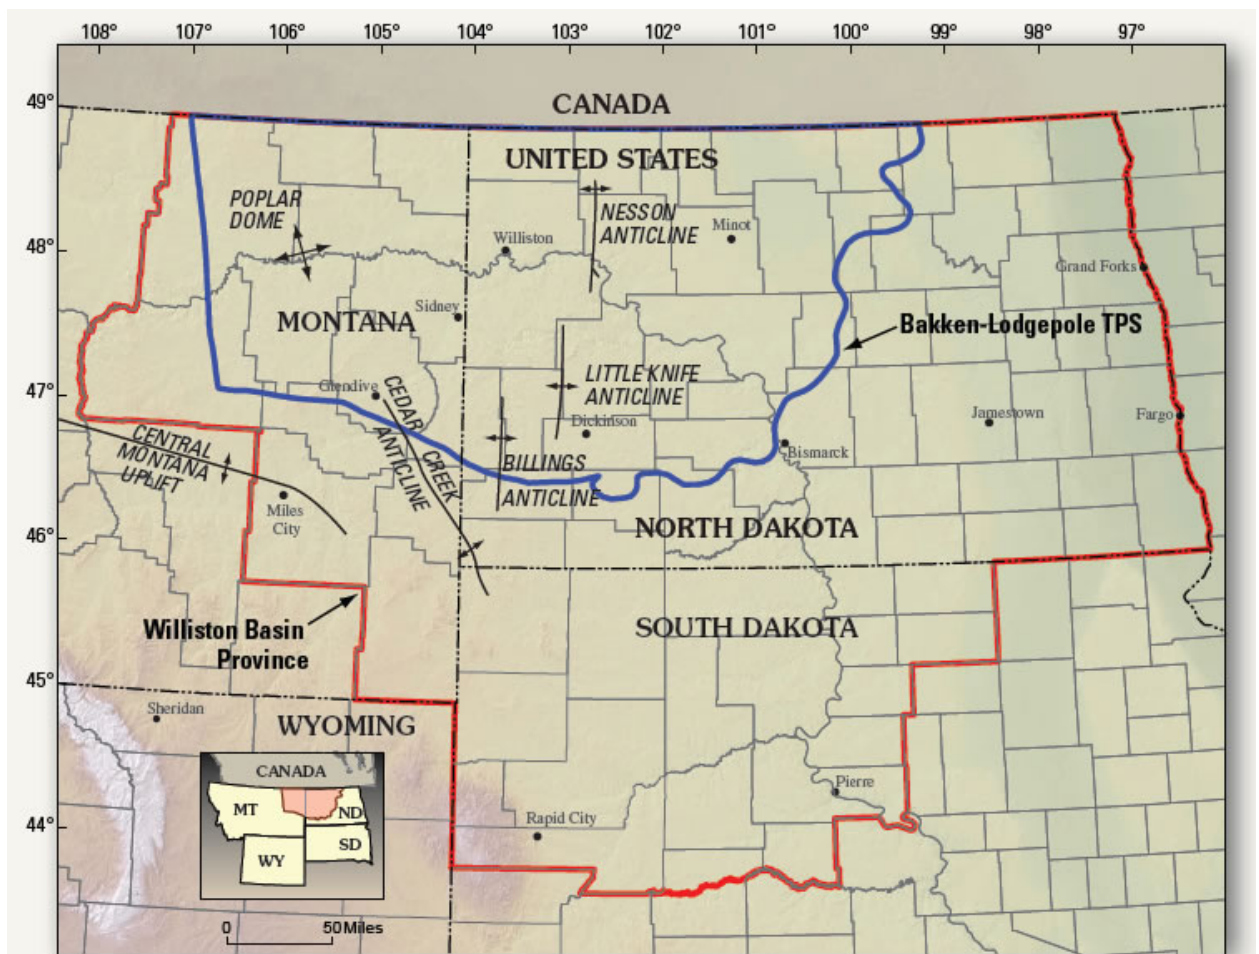 108° 107° 106° 105° 104° 103° 102° 101° 100° 99° 98° 97°
49°
CANADA
UNITED STATES
POPLAR
DOME
NESSON
ANTICLINE
Minot
Williston
48°
Grand Forks
Sidney
MONTANA
Bakken-Lodgepole TPS
47°
Glendive
CEDAR CREEK
ANTICLINE
LITTLE KNIFE
ANTICLINE
Dickinson
Jamestown
Fargo
CENTRAL
MONTANA
UPLIFT
BILLINGS
ANTICLINE
Bismarck
Miles
City
46°
NORTH DAKOTA
Williston Basin
Province
SOUTH DAKOTA
45°
Sheridan
WYOMING
CANADA
MT
ND
SD
WY
Pierre
Rapid City
44°
0 50 Miles